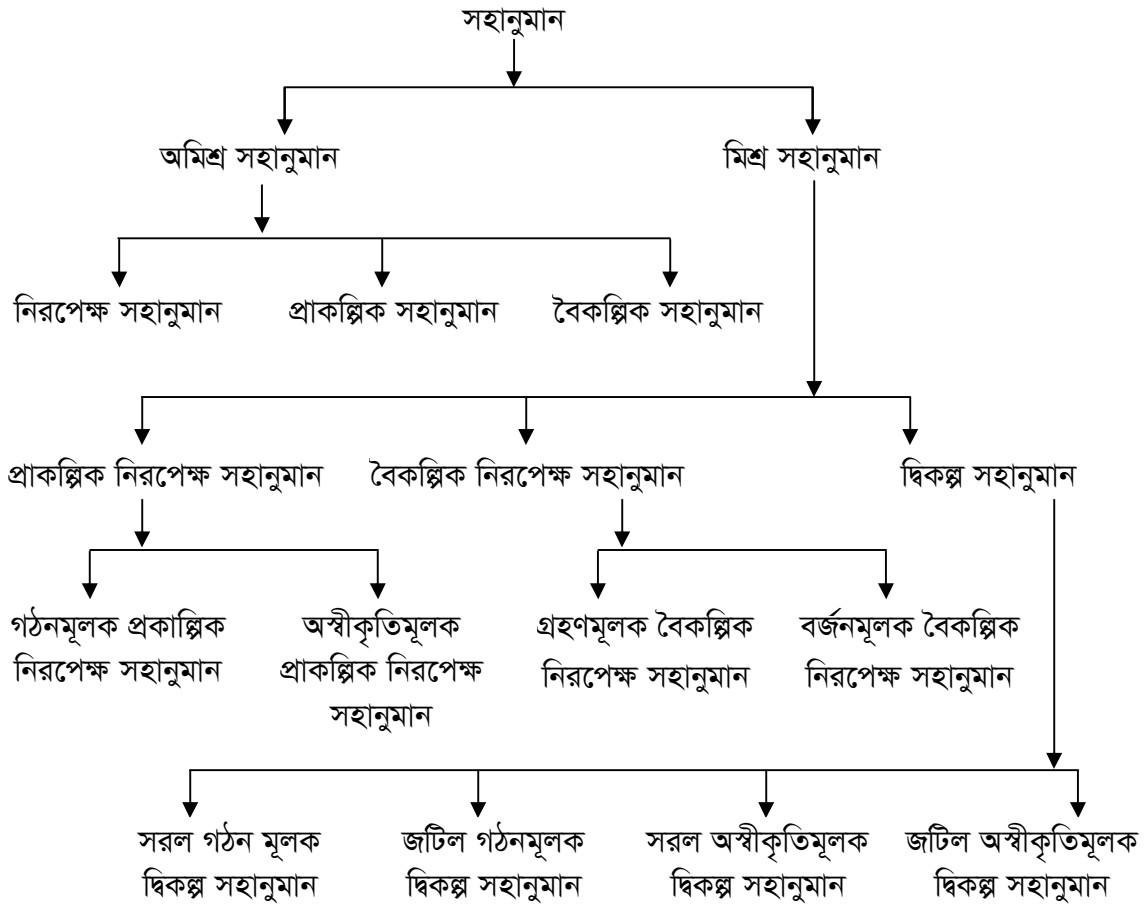 সহানুমান
অমিশ্র সহানুমান
মিশ্র সহানুমান
নিরপেক্ষ সহানুমান
প্রাকল্পিক সহানুমান
বৈকল্পিক সহানুমান
প্রাকল্পিক নিরপেক্ষ সহানুমান
বৈকল্পিক নিরপেক্ষ সহানুমান
দ্বিকল্প সহানুমান
গঠনমূলক প্রকাল্পিক
নিরপেক্ষ সহানুমান
অস্বীকৃতিমূলক
প্রাকল্পিক নিরপেক্ষ
সহানুমান
গ্রহণমূলক বৈকল্পিক
নিরপেক্ষ সহানুমান
বর্জনমূলক বৈকল্পিক
নিরপেক্ষ সহানুমান
সরল গঠন মূলক
দ্বিকল্প সহানুমান
জটিল গঠনমূলক
দ্বিকল্প সহানুমান
সরল অস্বীকৃতিমূলক
দ্বিকল্প সহানুমান
জটিল অস্বীকৃতিমূলক
দ্বিকল্প সহানুমান